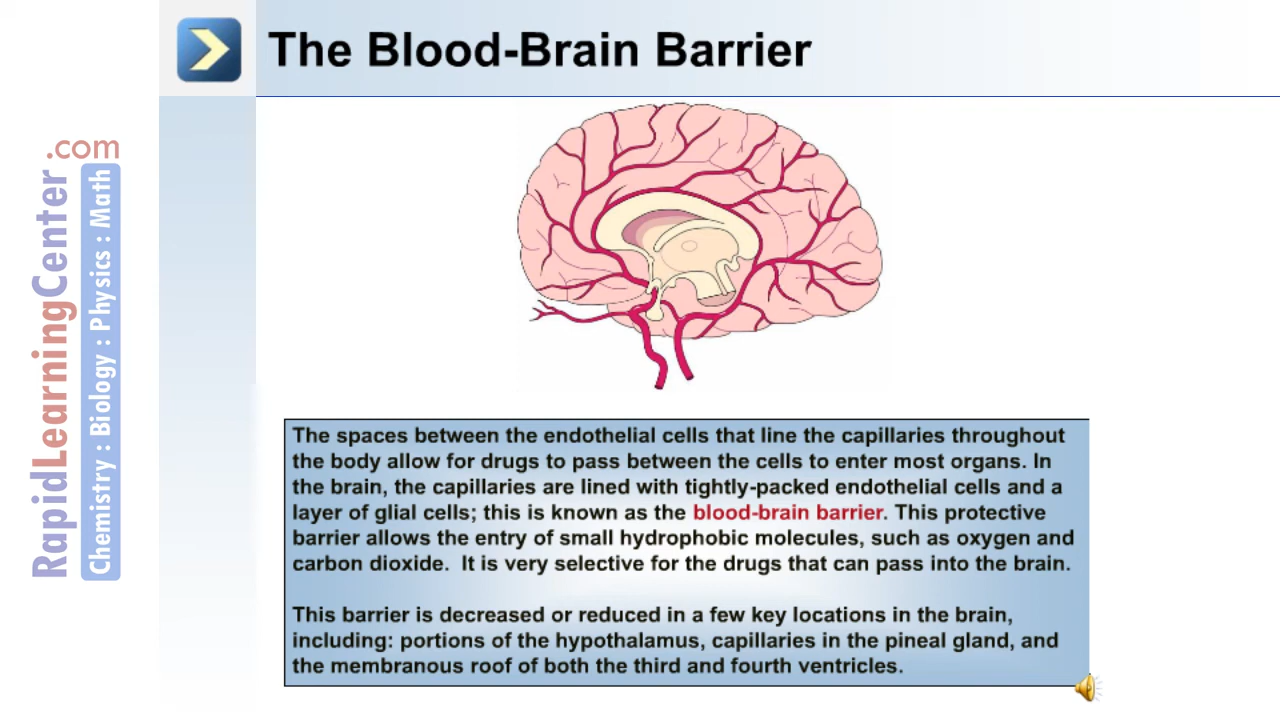 The Blood-Brain Barrier
RapidLearningCenter.com
Chemistry : Biology : Physics : Math
The spaces between the endothelial cells that line the capillaries throughout
the body allow for drugs to pass between the cells to enter most organs. In
the brain, the capillaries are lined with tightly-packed endothelial cells and a
layer of glial cells; this is known as the blood-brain barrier. This protective
barrier allows the entry of small hydrophobic molecules, such as oxygen and
carbon dioxide.  It is very selective for the drugs that can pass into the brain.
This barrier is decreased or reduced in a few key locations in the brain,
including: portions of the hypothalamus, capillaries in the pineal gland, and
the membranous roof of both the third and fourth ventricles.